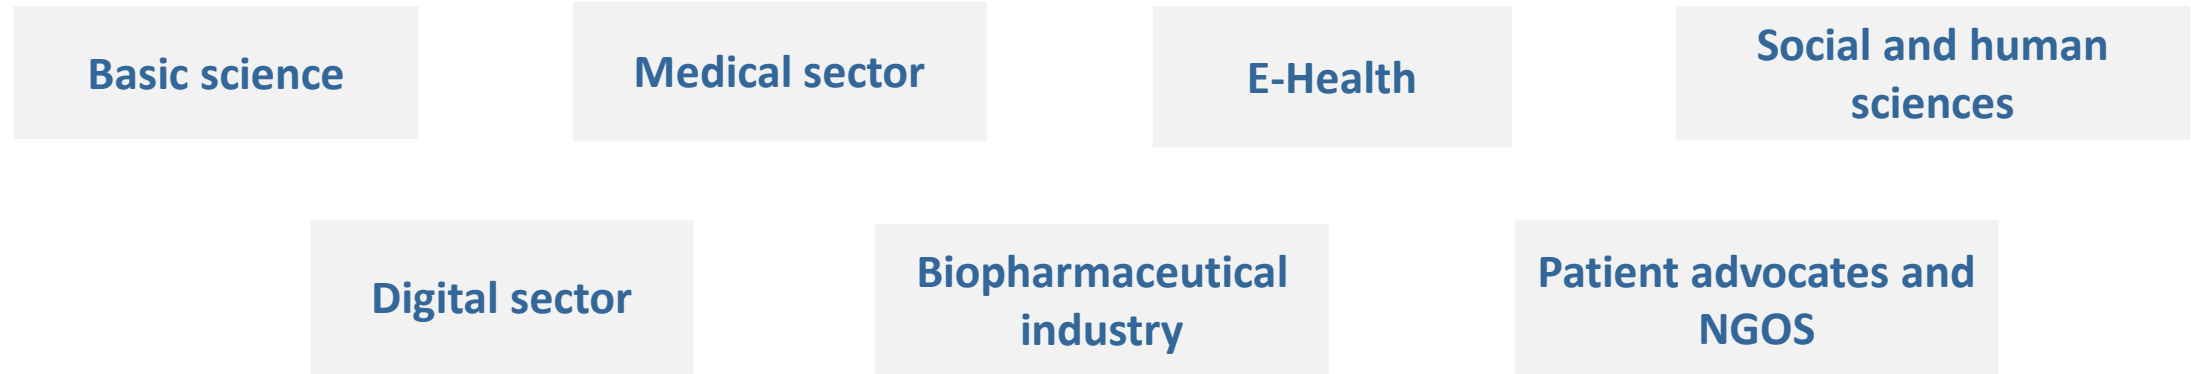 Basic science
Medical sector
E-Health
Social and human
sciences
Digital sector
Biopharmaceutical
industry
Patient advocates and
NGOS